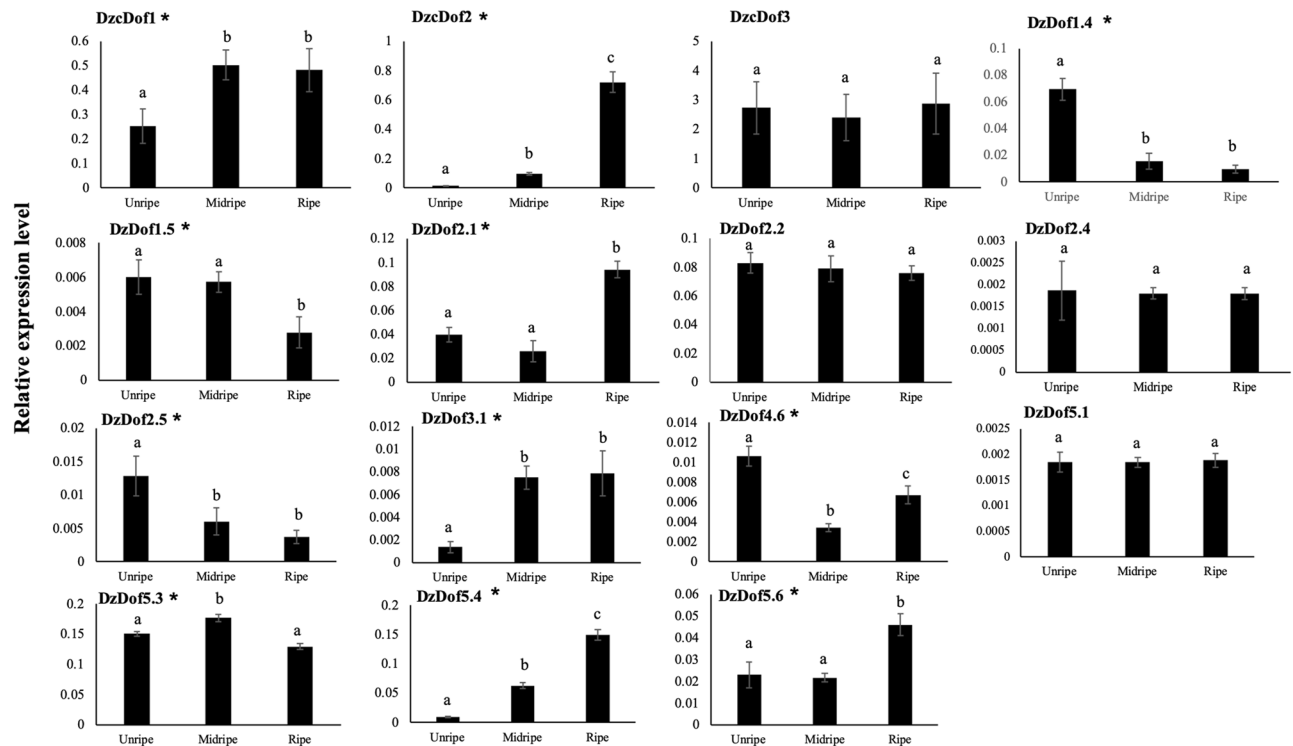 Relative expression level
DzcDof1 *
0.6
0.5
0.4
0.3
0.2
0.1
0
a
b
b
Unripe Midripe Ripe
DzcDof2 *
1
0.8
0.6
0.4
0.2
0
a
b
c
Unripe Midripe Ripe
DzcDof3
5
4
3
2
1
0
a
a
a
Unripe Midripe Ripe
DzDof1.4 *
0.1
0.08
0.06
0.04
0.02
0
a
b
b
Unripe Midripe Ripe
DzDof1.5 *
0.008
0.006
0.004
0.002
0
a
a
b
Unripe Midripe Ripe
DzDof2.1 *
0.12
0.1
0.08
0.06
0.04
0.02
0
a
a
b
Unripe Midripe Ripe
DzDof2.2
0.1
0.08
0.06
0.04
0.02
0
a
a
a
Unripe Midripe Ripe
DzDof2.4
0.003
0.0025
0.002
0.0015
0.001
0.0005
0
a
a
a
Unripe Midripe Ripe
DzDof2.5 *
0.02
0.015
0.01
0.005
0
a
b
b
Unripe Midripe Ripe
DzDof3.1 *
0.012
0.01
0.008
0.006
0.004
0.002
0
a
b
b
Unripe Midripe Ripe
DzDof4.6 *
0.014
0.012
0.01
0.008
0.006
0.004
0.002
0
a
b
c
Unripe Midripe Ripe
DzDof5.1
0.0025
0.002
0.0015
0.001
0.0005
0
a
a
a
Unripe Midripe Ripe
DzDof5.3 *
0.2
0.15
0.1
0.05
0
a
b
a
Unripe Midripe Ripe
DzDof5.4 *
0.2
0.15
0.1
0.05
0
a
b
c
Unripe Midripe Ripe
DzDof5.6 *
0.06
0.05
0.04
0.03
0.02
0.01
0
a
a
b
Unripe Midripe Ripe